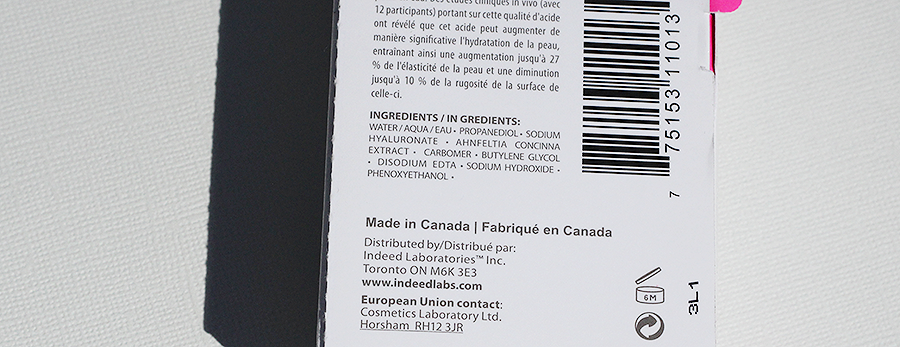 in vivo (avec
12 participants) portant sur cette qualité d'acide
ont révélé que cet acide peut augmenter de
manière significative l'hydratation de la peau,
entraînant ainsi une augmentation jusqu'à 27
% de l'élasticité de la peau et une diminution
jusqu'à 10 % de la rugosité de la surface de
celle-ci.
INGREDIENTS / IN GREDIENTS:
WATER / AQUA / EAU • PROPANEDIOL • SODIUM
HYALURONATE • AHNFELTIA CONCINNA
EXTRACT • CARBOMER • BUTYLENE GLYCOL
• DISODIUM EDTA • SODIUM HYDROXIDE •
PHENOXYETHANOL •
Made in Canada | Fabriqué en Canada
Distributed by/Distribué par:
Indeed Laboratories™ Inc.
Toronto ON M6K 3E3
www.indeedlabs.com
European Union contact:
Cosmetics Laboratory Ltd.
Horsham RH12 3JR
7 75153 11013
6M
3L1